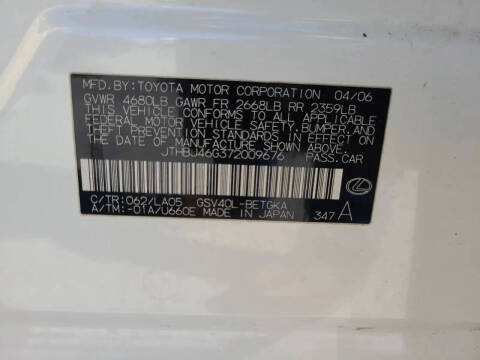 MFD.BY:TOYOTA MOTOR CORPORATION 04/06
GVWR 4680LB GAWR FR 2668LB RR 2359LB
THIS VEHICLE CONFORMS TO ALL APPLICABLE
FEDERAL MOTOR VEHICLE SAFETY, BUMPER, AND
THEFT PREVENTION STANDARDS IN EFFECT ON
THE DATE OF MANUFACTURE SHOWN ABOVE.
JTHBJ46G372009676 PASS.CAR
C/TR:062/LA05 GSV40L-BETGKA
A/TM:-01A/U660E MADE IN JAPAN 347 A